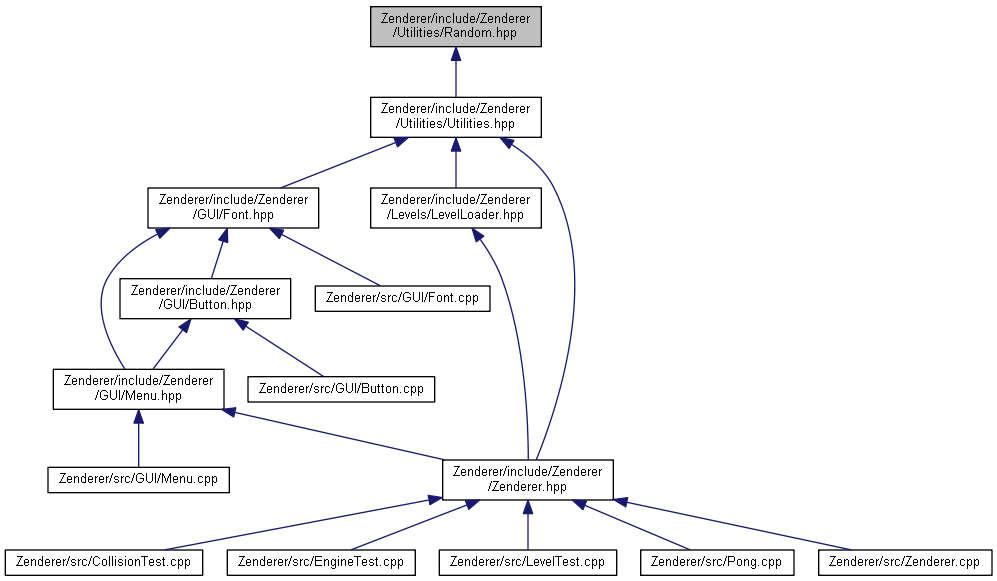 Zenderer/include/Zenderer
/Utilities/Random.hpp
Zenderer/include/Zenderer
/Utilities/Utilities.hpp
Zenderer/include/Zenderer
/GUI/Font.hpp
Zenderer/include/Zenderer
/Levels/LevelLoader.hpp
Zenderer/include/Zenderer
/GUI/Button.hpp
Zenderer/src/GUI/Font.cpp
Zenderer/include/Zenderer
/GUI/Menu.hpp
Zenderer/src/GUI/Button.cpp
Zenderer/src/GUI/Menu.cpp
Zenderer/include/Zenderer
/Zenderer.hpp
Zenderer/src/CollisionTest.cpp
Zenderer/src/EngineTest.cpp
Zenderer/src/LevelTest.cpp
Zenderer/src/Pong.cpp
Zenderer/src/Zenderer.cpp